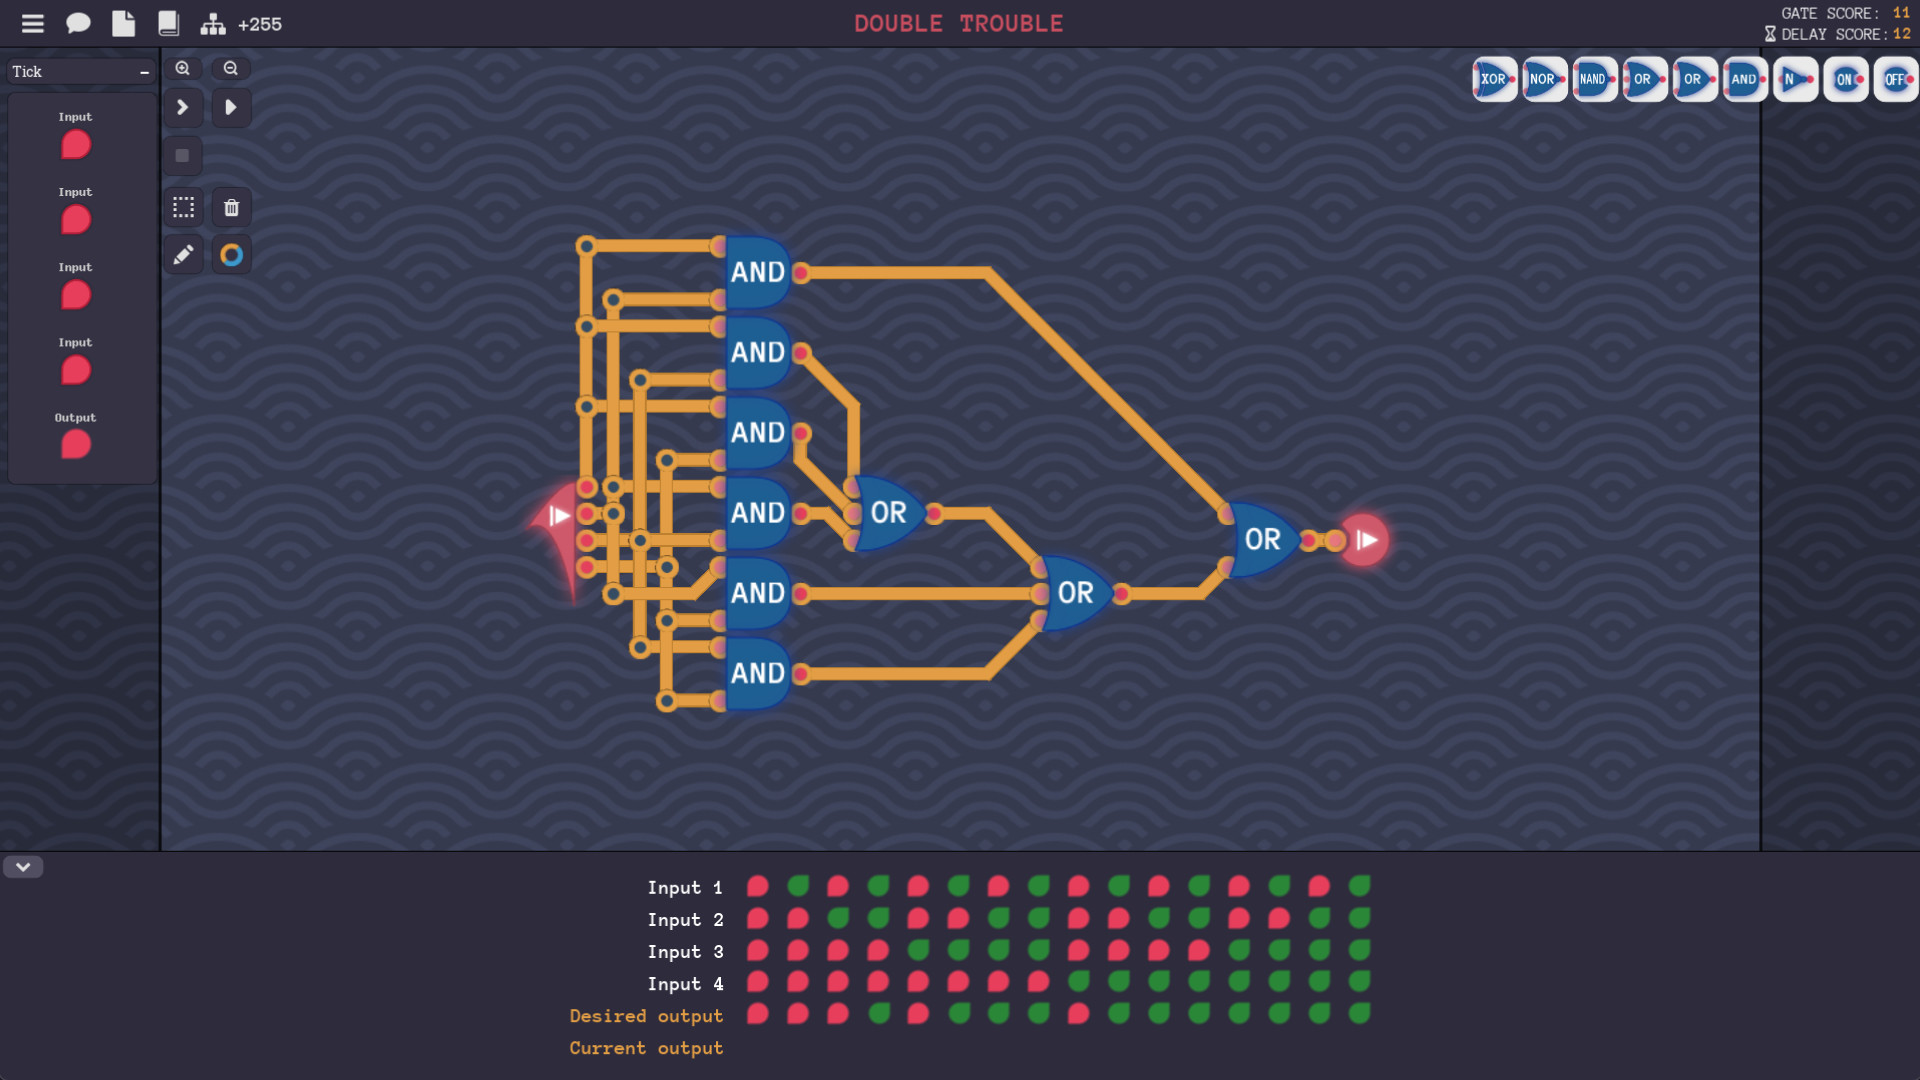 +255
DOUBLE TROUBLE
GATE SCORE: 11
DELAY SCORE: 12
Tick
XOR
NOR
NAND
OR
OR
AND
N
ON
OFF
Input
Input
Input
Input
Output
AND
AND
AND
AND
OR
OR
AND
OR
AND
Input 1
Input 2
Input 3
Input 4
Desired output
Current output